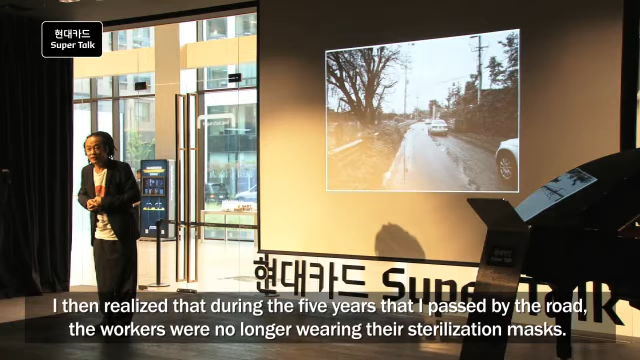 현대카드
Super Talk
현대카드 Super Talk
I then realized that during the five years that I passed by the road,
the workers were no longer wearing their sterilization masks.